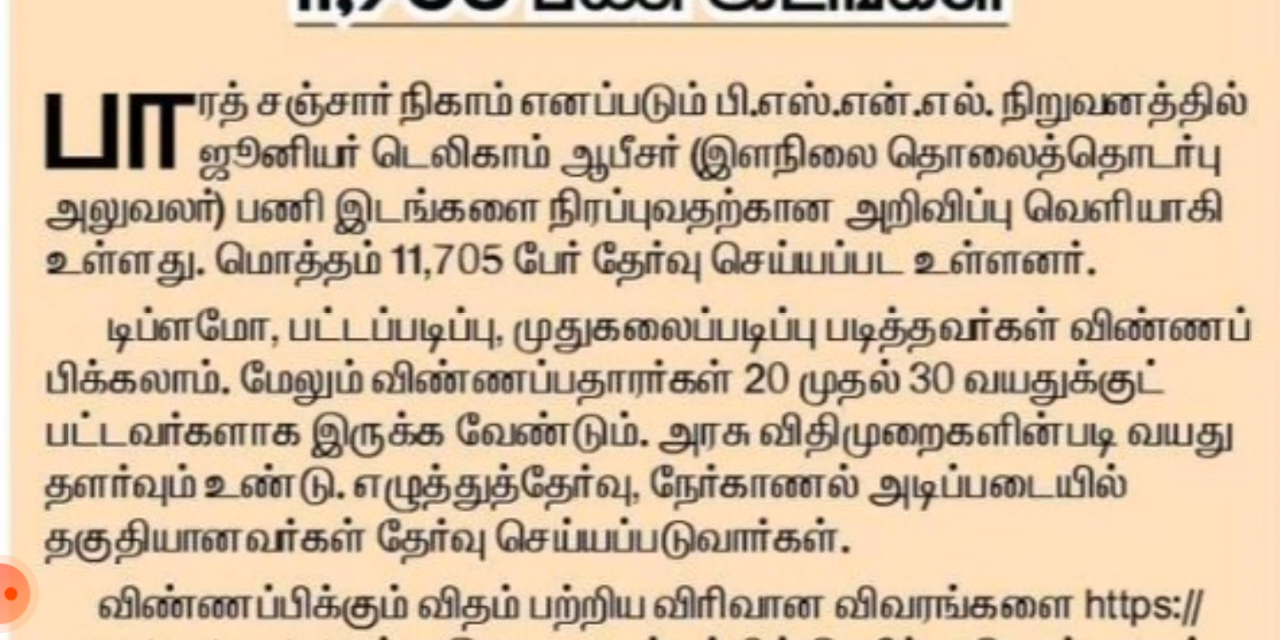 பாரத் சஞ்சார் நிகாம் எனப்படும் பி.எஸ்.என்.எல். நிறுவனத்தில்
ஜூனியர் டெலிகாம் ஆபீசர் (இளநிலை தொலைத்தொடர்பு
அலுவலர்) பணி இடங்களை நிரப்புவதற்கான அறிவிப்பு வெளியாகி
உள்ளது. மொத்தம் 11,705 பேர் தேர்வு செய்யப்பட உள்ளனர்.
டிப்ளமோ, பட்டப்படிப்பு, முதுகலைப்படிப்பு படித்தவர்கள் விண்ணப்
பிக்கலாம். மேலும் விண்ணப்பதாரர்கள் 20 முதல் 30 வயதுக்குட்
பட்டவர்களாக இருக்க வேண்டும். அரசு விதிமுறைகளின்படி வயது
தளர்வும் உண்டு. எழுத்துத்தேர்வு, நேர்காணல் அடிப்படையில்
தகுதியானவர்கள் தேர்வு செய்யப்படுவார்கள்.
விண்ணப்பிக்கும் விதம் பற்றிய விரிவான விவரங்களை https://